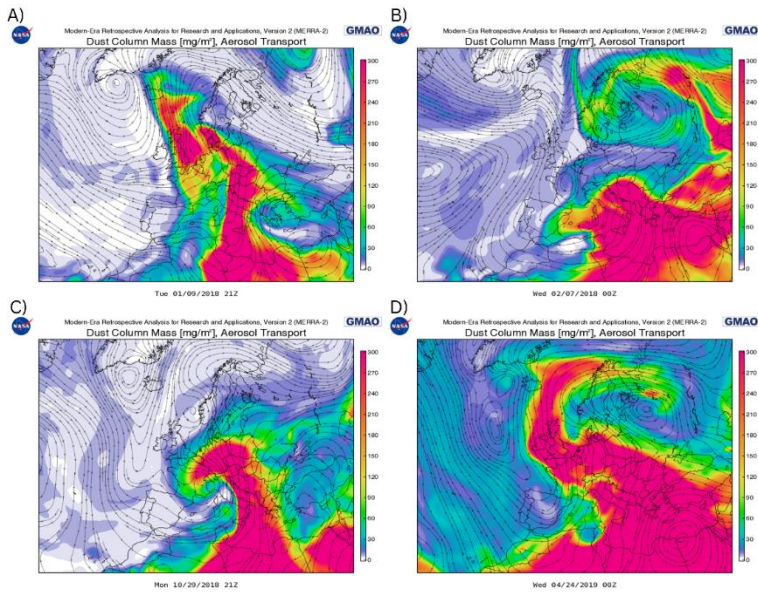 A)
NASA
Modern-Era Retrospective Analysis for Research and Applications, Version 2 (MERRA-2)
GMAO
Dust Column Mass [mg/m²], Aerosol Transport
300
270
240
210
180
150
120
90
60
30
0
Tue 01/09/2018 21Z
B)
NASA
Modern-Era Retrospective Analysis for Research and Applications, Version 2 (MERRA-2)
GMAO
Dust Column Mass [mg/m²], Aerosol Transport
300
270
240
210
180
150
120
90
60
30
0
Wed 02/07/2018 00Z
C)
NASA
Modern-Era Retrospective Analysis for Research and Applications, Version 2 (MERRA-2)
GMAO
Dust Column Mass [mg/m²], Aerosol Transport
300
270
240
210
180
150
120
90
60
30
0
Mon 10/29/2018 21Z
D)
NASA
Modern-Era Retrospective Analysis for Research and Applications, Version 2 (MERRA-2)
GMAO
Dust Column Mass [mg/m²], Aerosol Transport
300
270
240
210
180
150
120
90
60
30
0
Wed 04/24/2019 00Z